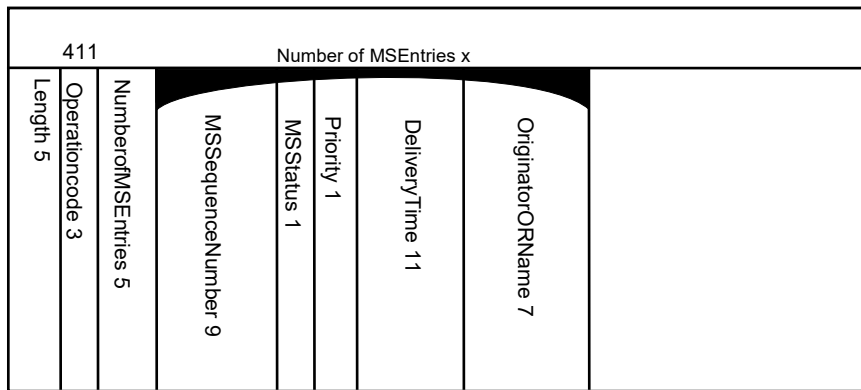 411
Number of MSEntries x
Length 5
Operationcode 3
NumberofMSEntries 5
MSSequenceNumber 9
MSStatus 1
Priority 1
DeliveryTime 11
OriginatorORName 7